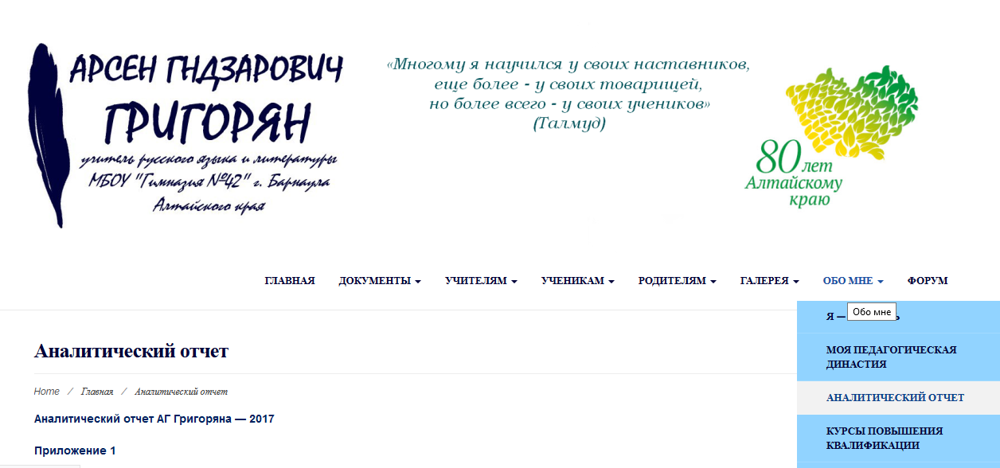 АРСЕН ГНДЗАРОВИЧ
ГРИГОРЯН
учитель русского языка и литературы
МБОУ "Гимназия №42" г. Барнаула
Алтайского края
«Многому я научился у своих наставников,
еще более - у своих товарищей,
но более всего - у своих учеников»
(Талмуд)
80 лет
Алтайскому
краю
ГЛАВНАЯ ДОКУМЕНТЫ УЧИТЕЛЯМ УЧЕНИКАМ РОДИТЕЛЯМ ГАЛЕРЕЯ ОБО МНЕ ФОРУМ
Я —
Обо мне
МОЯ ПЕДАГОГИЧЕСКАЯ
ДИНАСТИЯ
АНАЛИТИЧЕСКИЙ ОТЧЕТ
КУРСЫ ПОВЫШЕНИЯ
КВАЛИФИКАЦИИ
Аналитический отчет
Home / Главная / Аналитический отчет
Аналитический отчет АГ Григоряна — 2017
Приложение 1